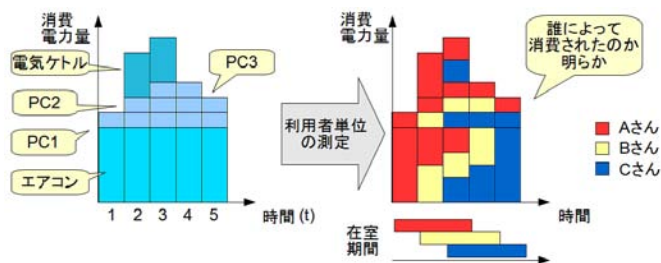 消費
電力量
電気ケトル
PC3
PC2
PC1
エアコン
1 2 3 4 5
時間 (t)
利用者単位
の測定
消費
電力量
誰によって
消費されたのか
明らか
Aさん
Bさん
Cさん
時間
在室
期間